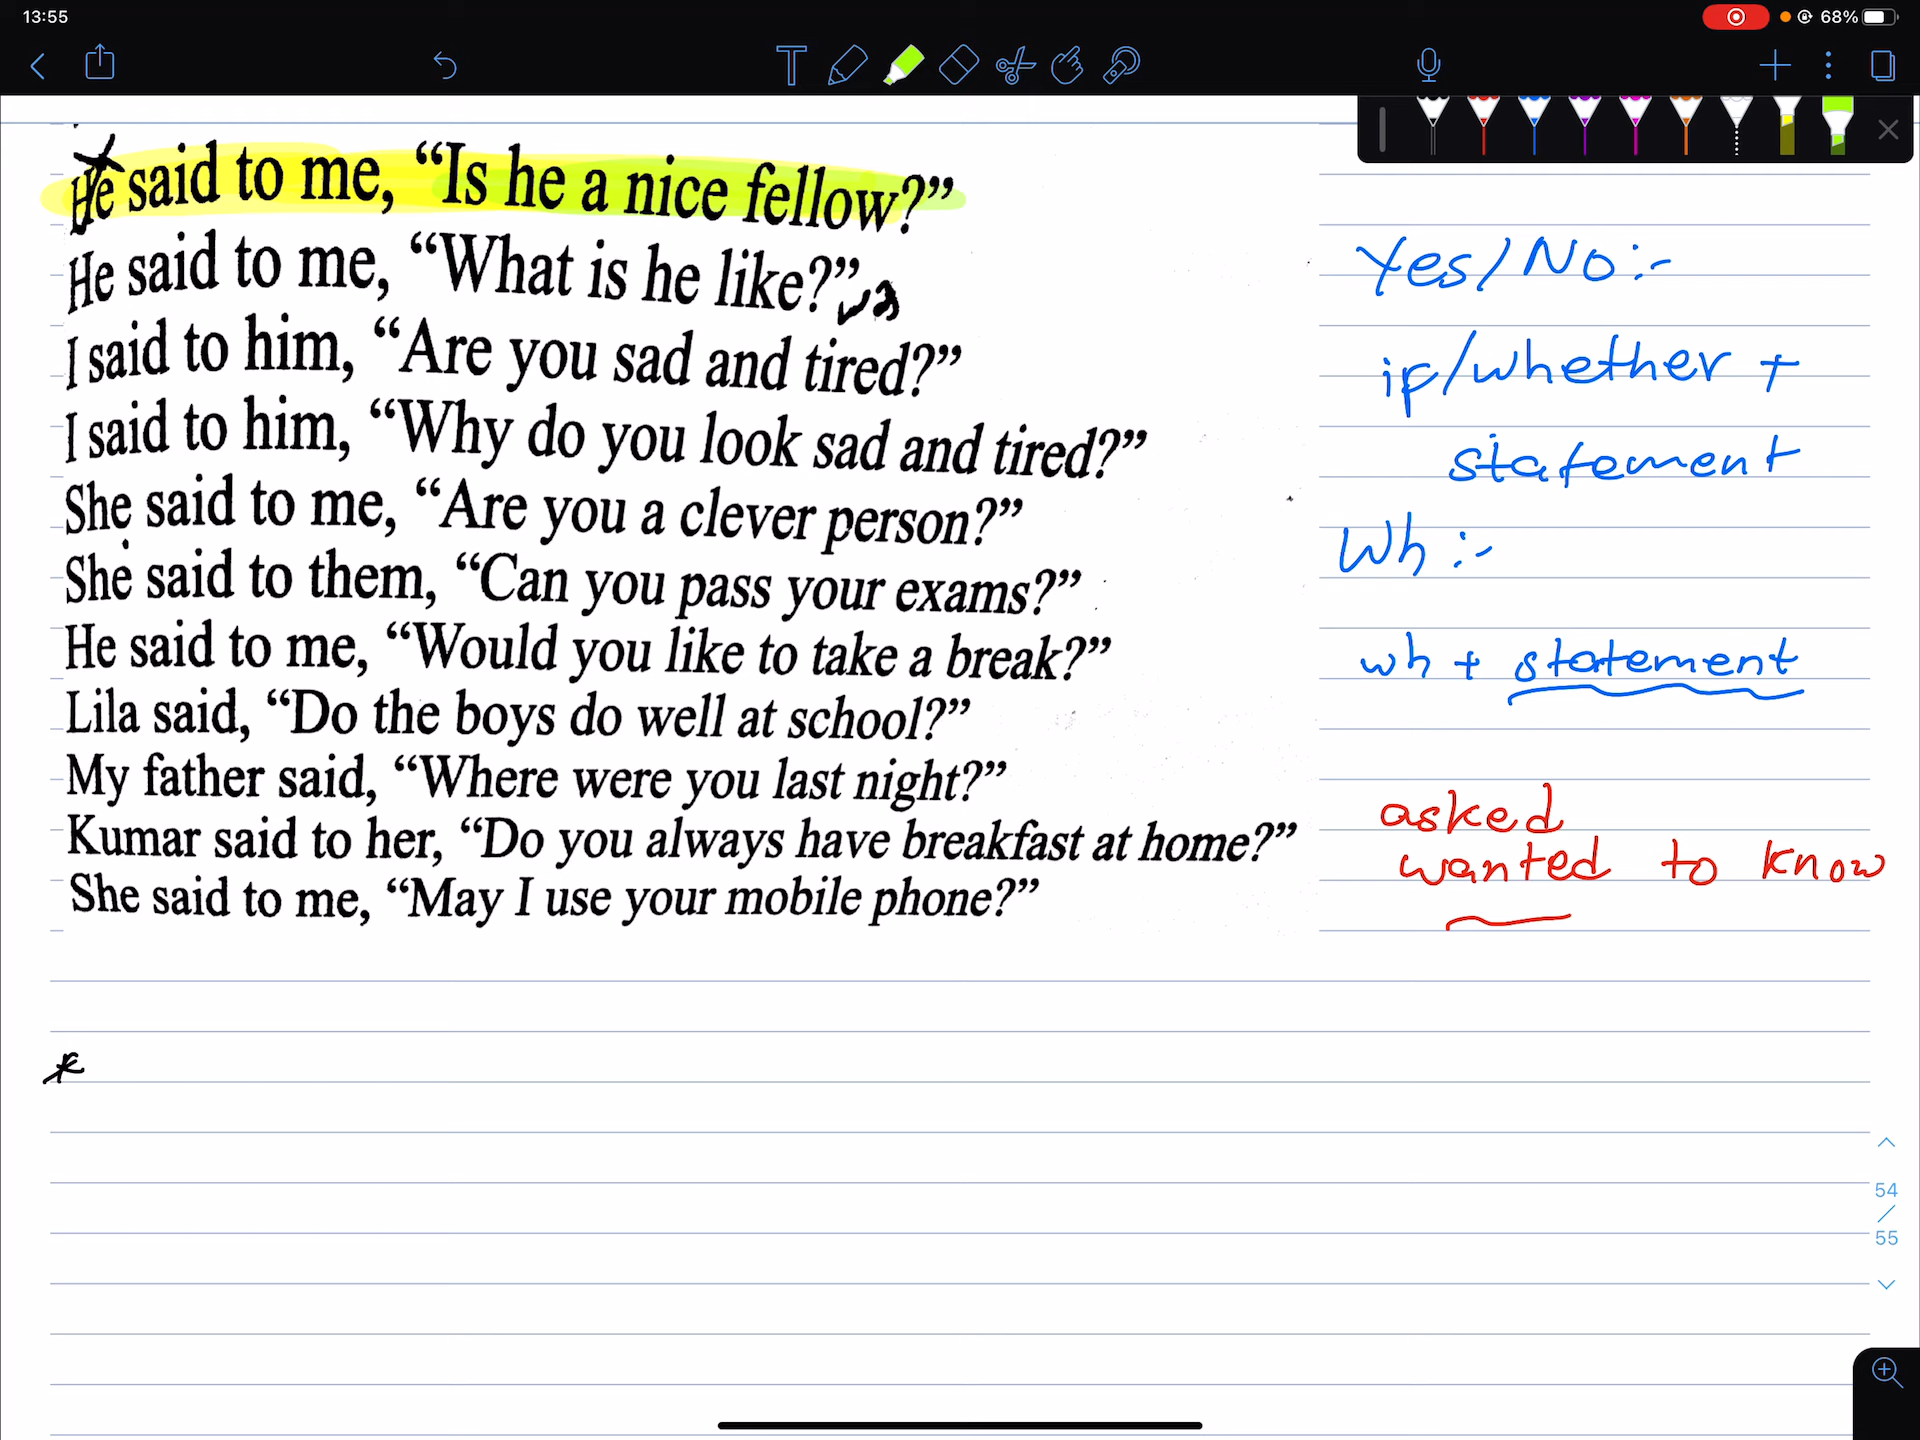 13:55
68%
He said to me, “Is he a nice fellow?”
He said to me, “What is he like?”
I said to him, “Are you sad and tired?”
I said to him, “Why do you look sad and tired?”
She said to me, “Are you a clever person?”
She said to them, “Can you pass your exams?”
He said to me, “Would you like to take a break?”
Lila said, “Do the boys do well at school?”
My father said, “Where were you last night?”
Kumar said to her, “Do you always have breakfast at home?”
She said to me, “May I use your mobile phone?”
Yes/No:-
if/whether +
statement
Wh :-
wh + statement
asked
wanted to know
54
/
55